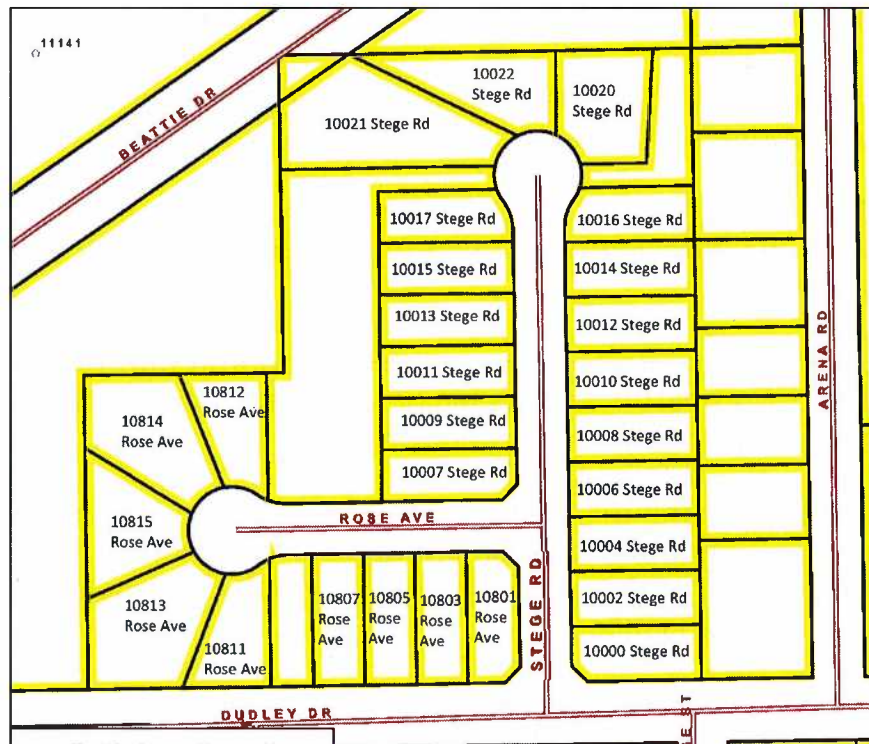 11141
BEATTIE DR
10022
Stege Rd
10020
Stege Rd
10021 Stege Rd
10017 Stege Rd
10016 Stege Rd
10015 Stege Rd
10014 Stege Rd
10013 Stege Rd
10012 Stege Rd
10011 Stege Rd
10010 Stege Rd
ARENA RD
10812
Rose Ave
10814
Rose Ave
10009 Stege Rd
10008 Stege Rd
10007 Stege Rd
10006 Stege Rd
ROSE AVE
10815
Rose Ave
10004 Stege Rd
STEGE RD
10813
Rose Ave
10811
Rose Ave
10807
Rose
Ave
10805
Rose
Ave
10803
Rose
Ave
10801
Rose
Ave
10002 Stege Rd
10000 Stege Rd
DUDLEY DR
E ST